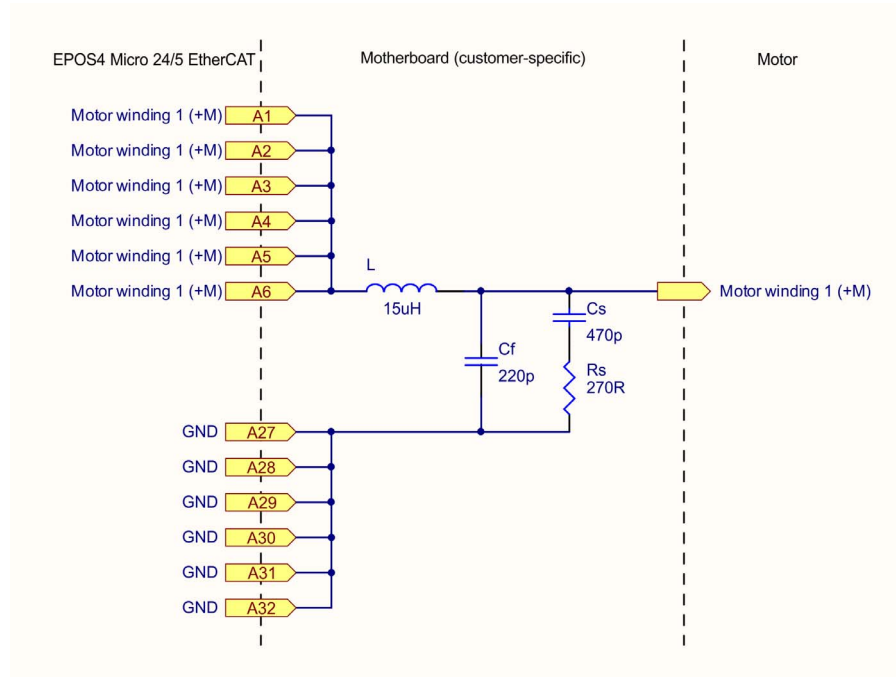 EPOS4 Micro 24/5 EtherCAT
Motherboard (customer-specific)
Motor
Motor winding 1 (+M) A1
Motor winding 1 (+M) A2
Motor winding 1 (+M) A3
Motor winding 1 (+M) A4
Motor winding 1 (+M) A5
Motor winding 1 (+M) A6
L
15uH
Motor winding 1 (+M)
Cs
470p
Cf
220p
Rs
270R
GND A27
GND A28
GND A29
GND A30
GND A31
GND A32